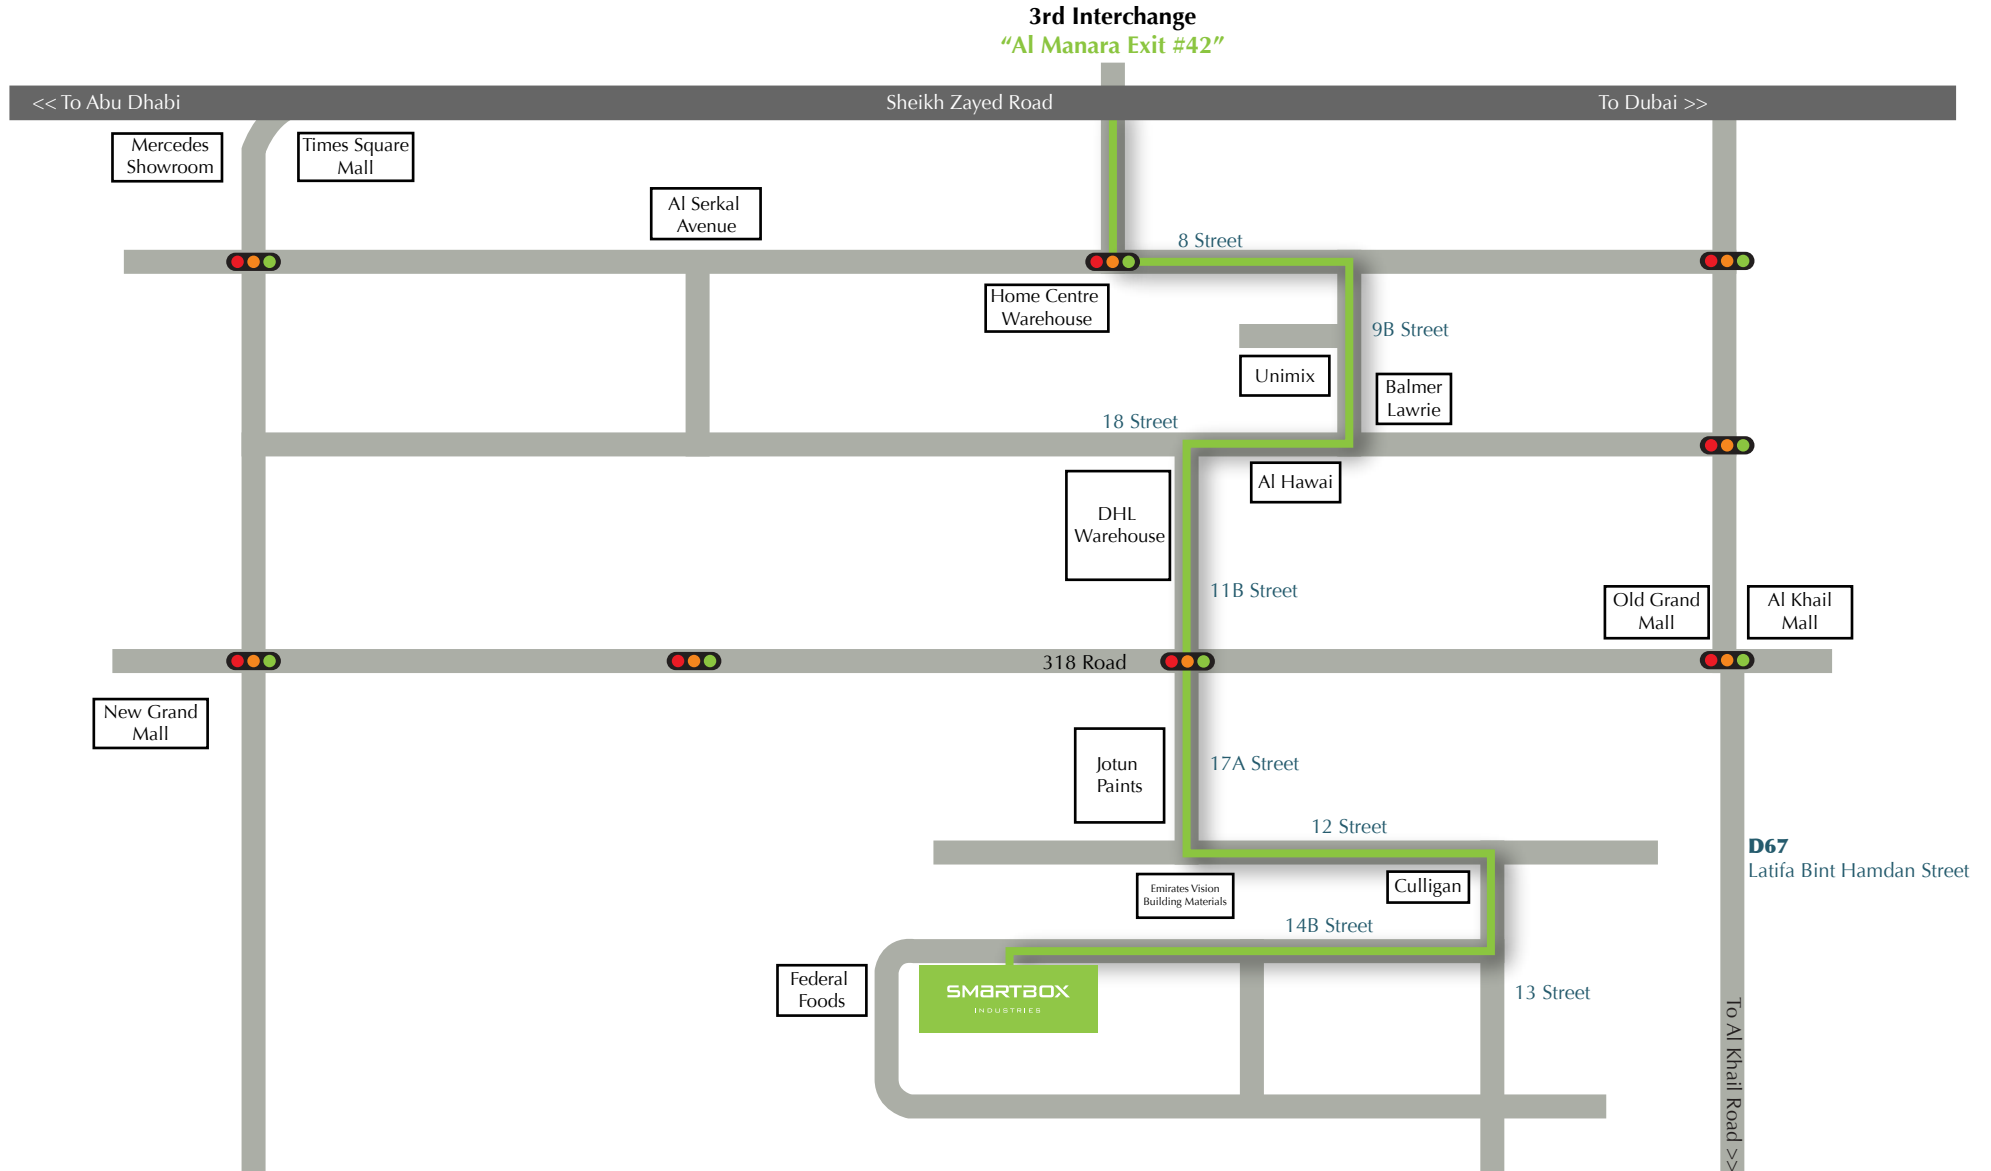 3rd Interchange
“Al Manara Exit #42”
<< To Abu Dhabi
Sheikh Zayed Road
To Dubai >>
Mercedes
Showroom
Times Square
Mall
Al Serkal
Avenue
8 Street
Home Centre
Warehouse
9B Street
Unimix
Balmer
Lawrie
18 Street
Al Hawai
DHL
Warehouse
11B Street
Old Grand
Mall
Al Khail
Mall
318 Road
New Grand
Mall
Jotun
Paints
17A Street
12 Street
D67
Latifa Bint Hamdan Street
Emirates Vision
Building Materials
Culligan
14B Street
Federal
Foods
SMARTBOX
INDUSTRIES
13 Street
To Al Khail Road >>